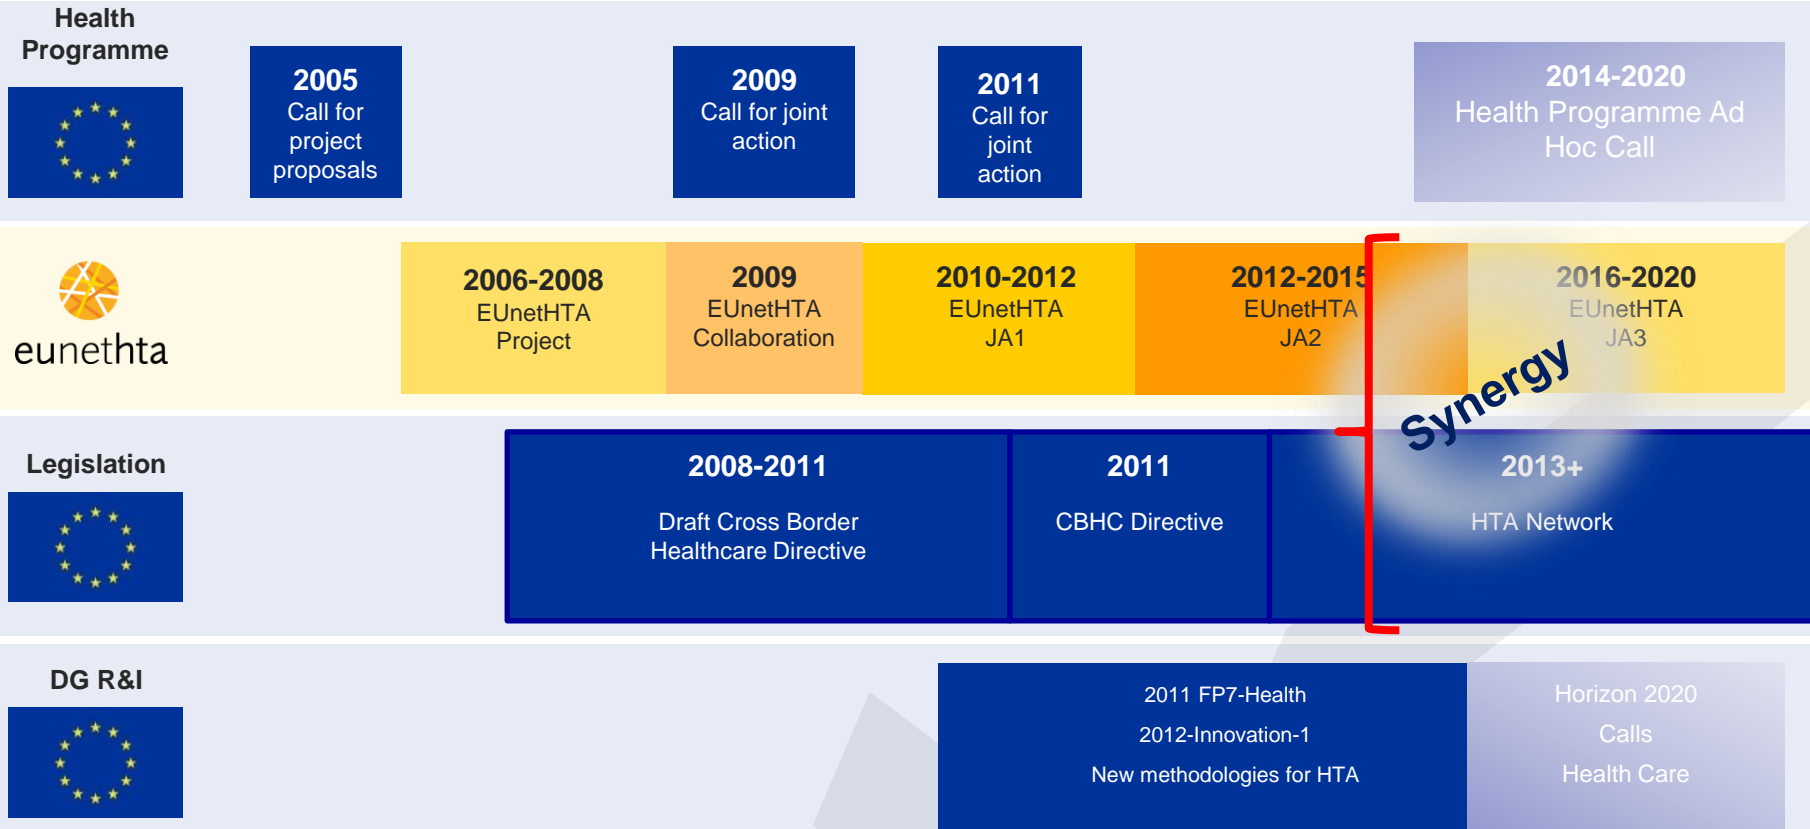 Health
Programme
2005
Call for
project
proposals
2009
Call for joint
action
2011
Call for
joint
action
2014-2020
Health Programme Ad
Hoc Call
eunethta
2006-2008
EUnetHTA
Project
2009
EUnetHTA
Collaboration
2010-2012
EUnetHTA
JA1
2012-2015
EUnetHTA
JA2
2016-2020
EUnetHTA
JA3
Synergy
Legislation
2008-2011
Draft Cross Border
Healthcare Directive
2011
CBHC Directive
2013+
HTA Network
DG R&I
2011 FP7-Health
2012-Innovation-1
New methodologies for HTA
Horizon 2020
Calls
Health Care